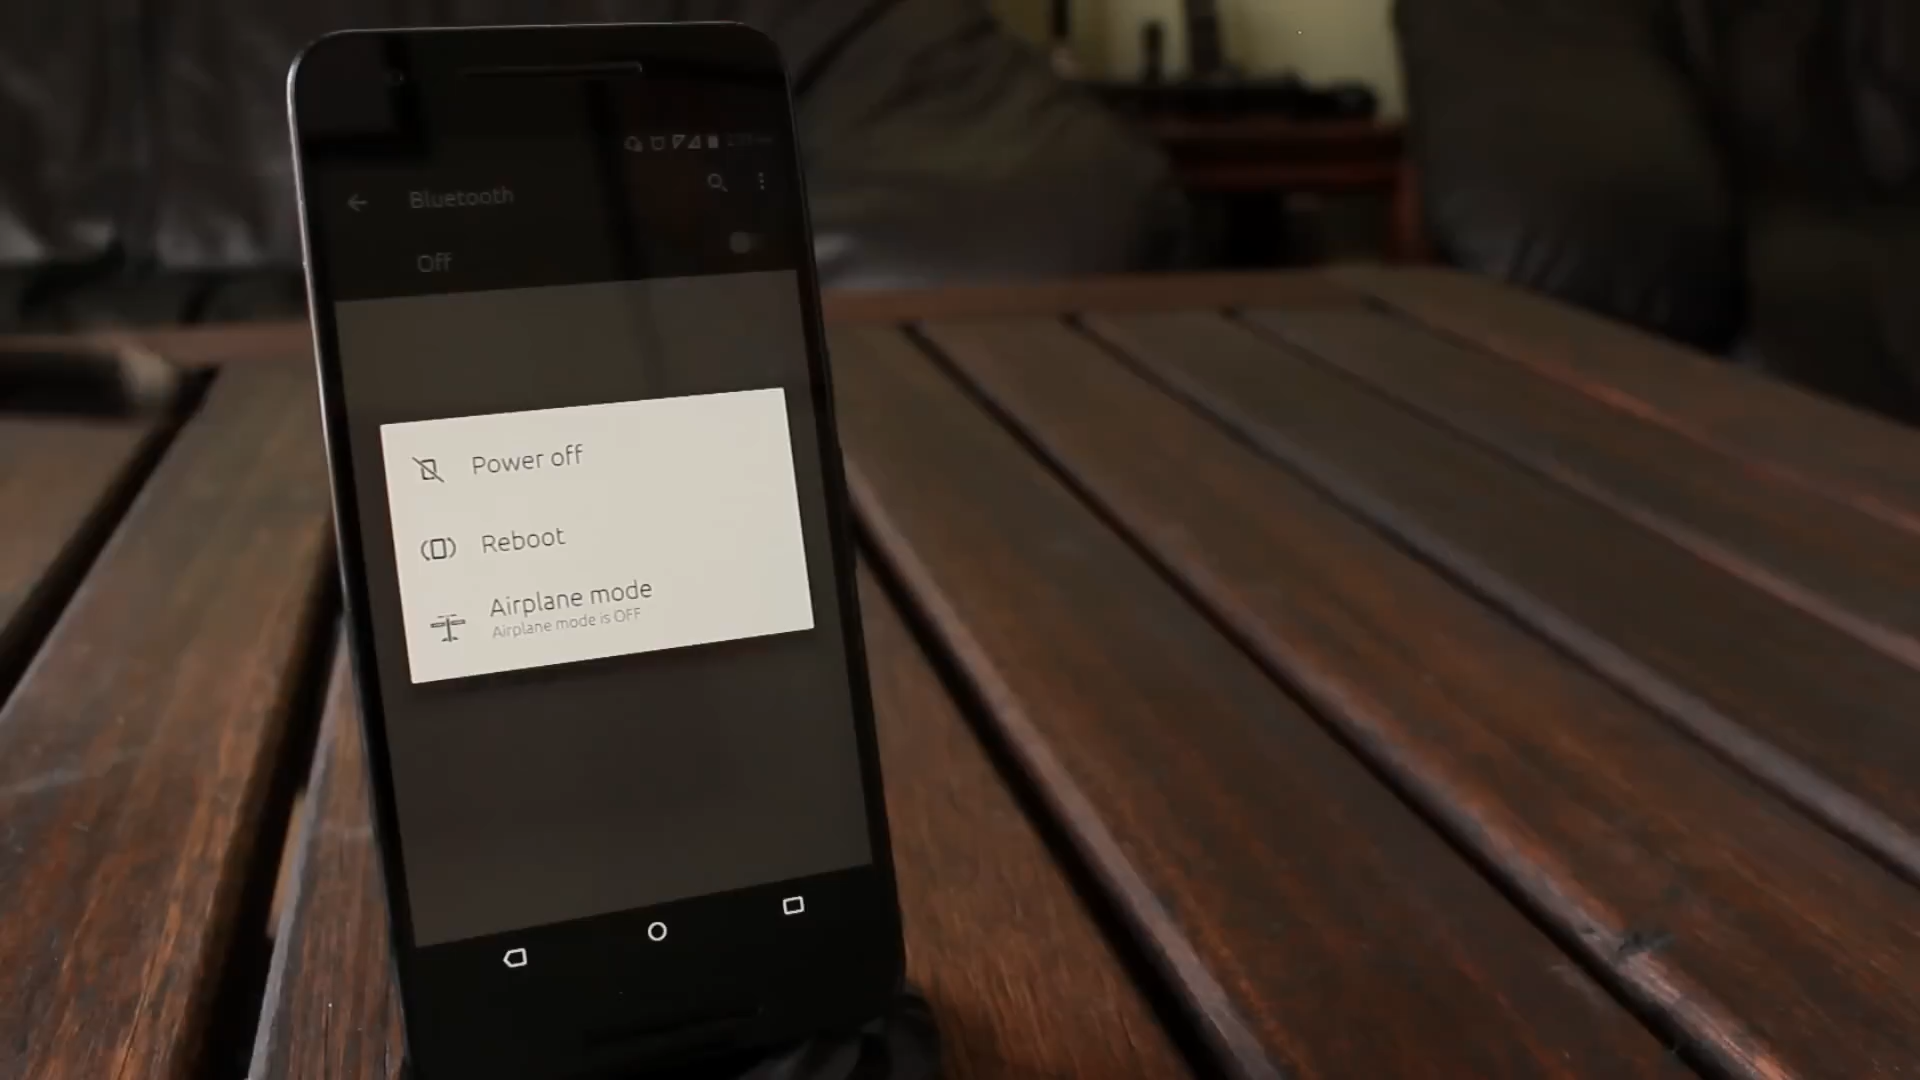 Bluetooth
Off
Power off
Reboot
Airplane mode
Airplane mode is OFF